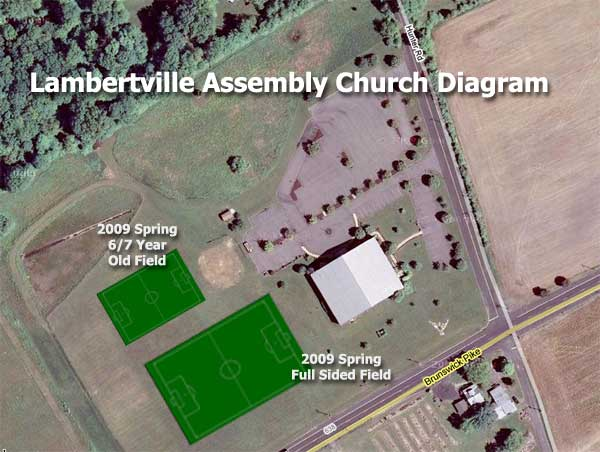 Hunter Rd
Lambertville Assembly Church Diagram
2009 Spring
6/7 Year
Old Field
2009 Spring
Full Sided Field
Brunswick Pike